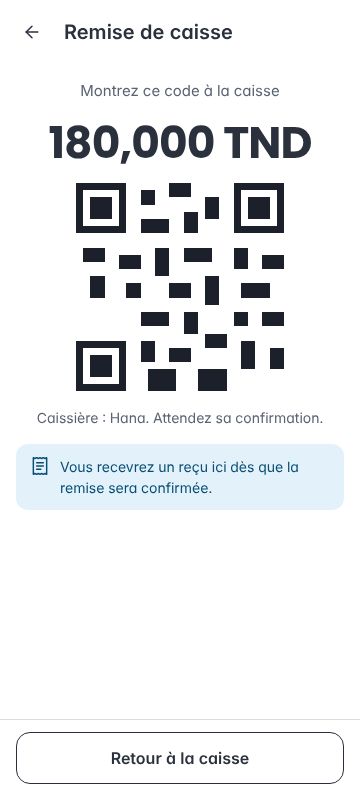 Remise de caisse
Montrez ce code à la caisse
180,000 TND
Caissière : Hana. Attendez sa confirmation.
Vous recevrez un reçu ici dès que la
remise sera confirmée.
Retour à la caisse